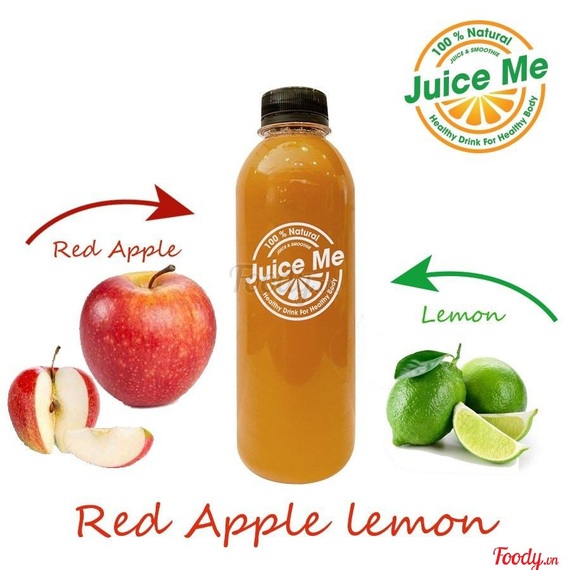 100 % Natural
JUICE & SMOOTHIE
Juice Me
Healthy Drink For Healthy Body
Red Apple
100 % Natural
JUICE & SMOOTHIE
Juice Me
Healthy Drink For Healthy Body
Lemon
Red Apple lemon
Foody.vn